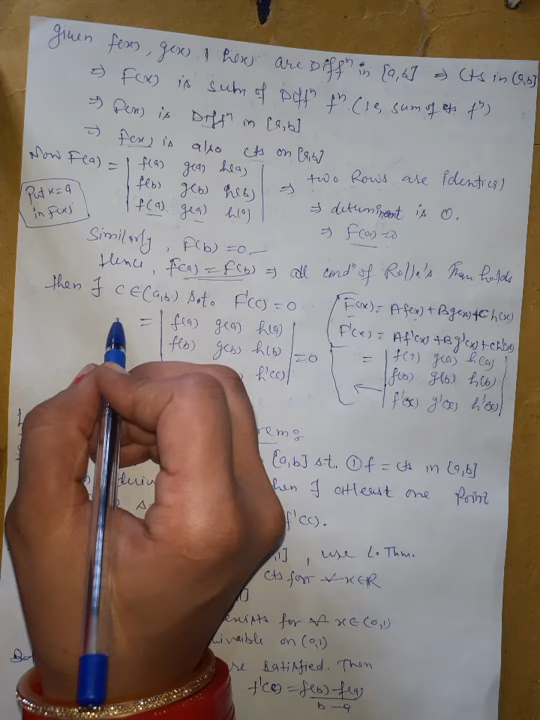 given f(x), g(x) & h(x) are Diffⁿ in [a,b] ⇒ Cts in [a,b]
⇒ F(x) is sum of Diffⁿ fⁿ. (i.e, sum of cts fⁿ)
⇒ F(x) is Diffⁿ in [a,b]
⇒ F(x) is also cts on [a,b]
Now F(a) = | f(a) g(a) h(a) |
| f(b) g(b) h(b) | ⇒ two Rows are identical
| f(a) g(a) h(a) | ⇒ determinant is 0.
Put x=a
in F(x)
⇒ F(a)=0
Similarly, F(b)=0
Hence, F(a) = F(b) ⇒ all condⁿ of Rolle's Thm holds
then ∃ c∈(a,b) s.t. F'(c) = 0
= | f(a) g(a) h(a) |
| f(b) g(b) h(b) | = 0
h'(c) |
F(x) = Af(x) + Bg(x) + Ch(x)
F'(x) = Af'(x) + Bg'(x) + Ch'(x)
= | f(a) g(a) h(a) |
| f(b) g(b) h(b) |
| f'(x) g'(x) h'(x) |
[a,b] s.t. ① f = cts in [a,b]
then ∃ atleast one point
f'(c).
, use L. Thm.
cts for ∀ x∈R
exists for ∀ x∈(0,1)
on (0,1)
are satisfied. Then
f'(c) = f(b) - f(a)
b - a